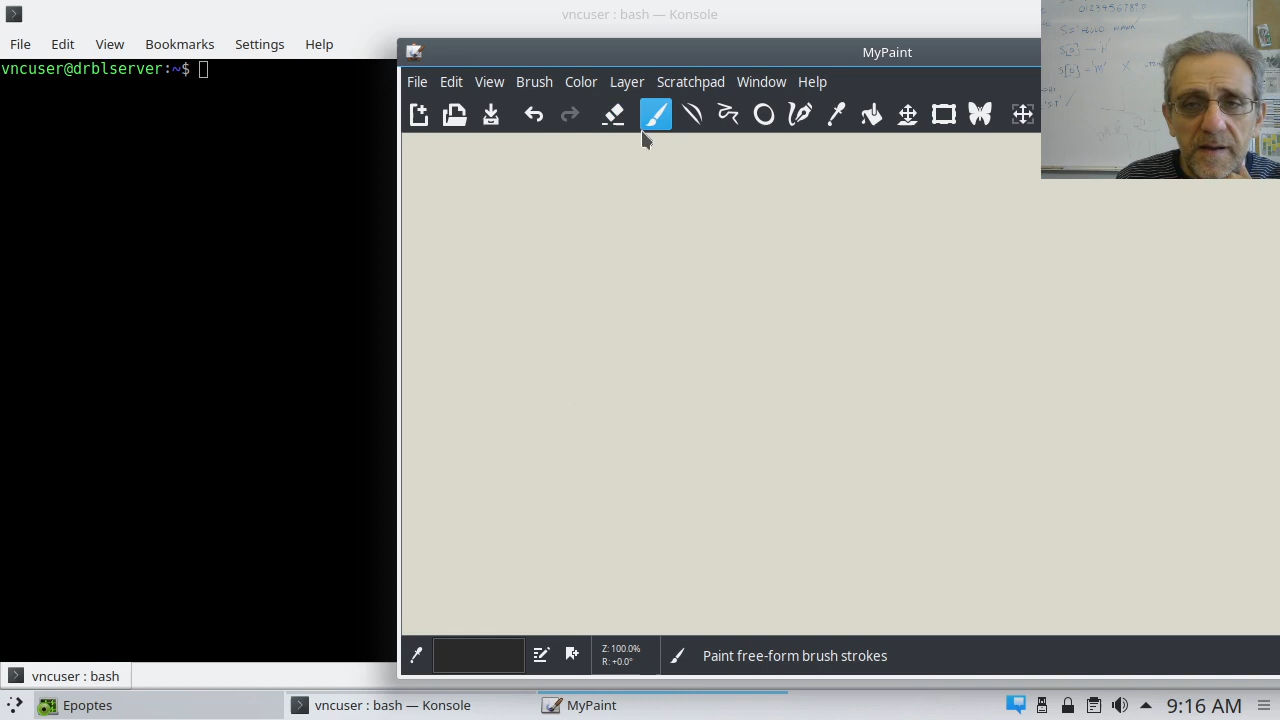 vncuser : bash — Konsole
File Edit View Bookmarks Settings Help
vncuser@drblserver:~$
MyPaint
File Edit View Brush Color Layer Scratchpad Window Help
0123456789.0
Z: 100.0%
R: +0.0°
Paint free-form brush strokes
vncuser : bash
Epoptes
vncuser : bash — Konsole
MyPaint
9:16 AM